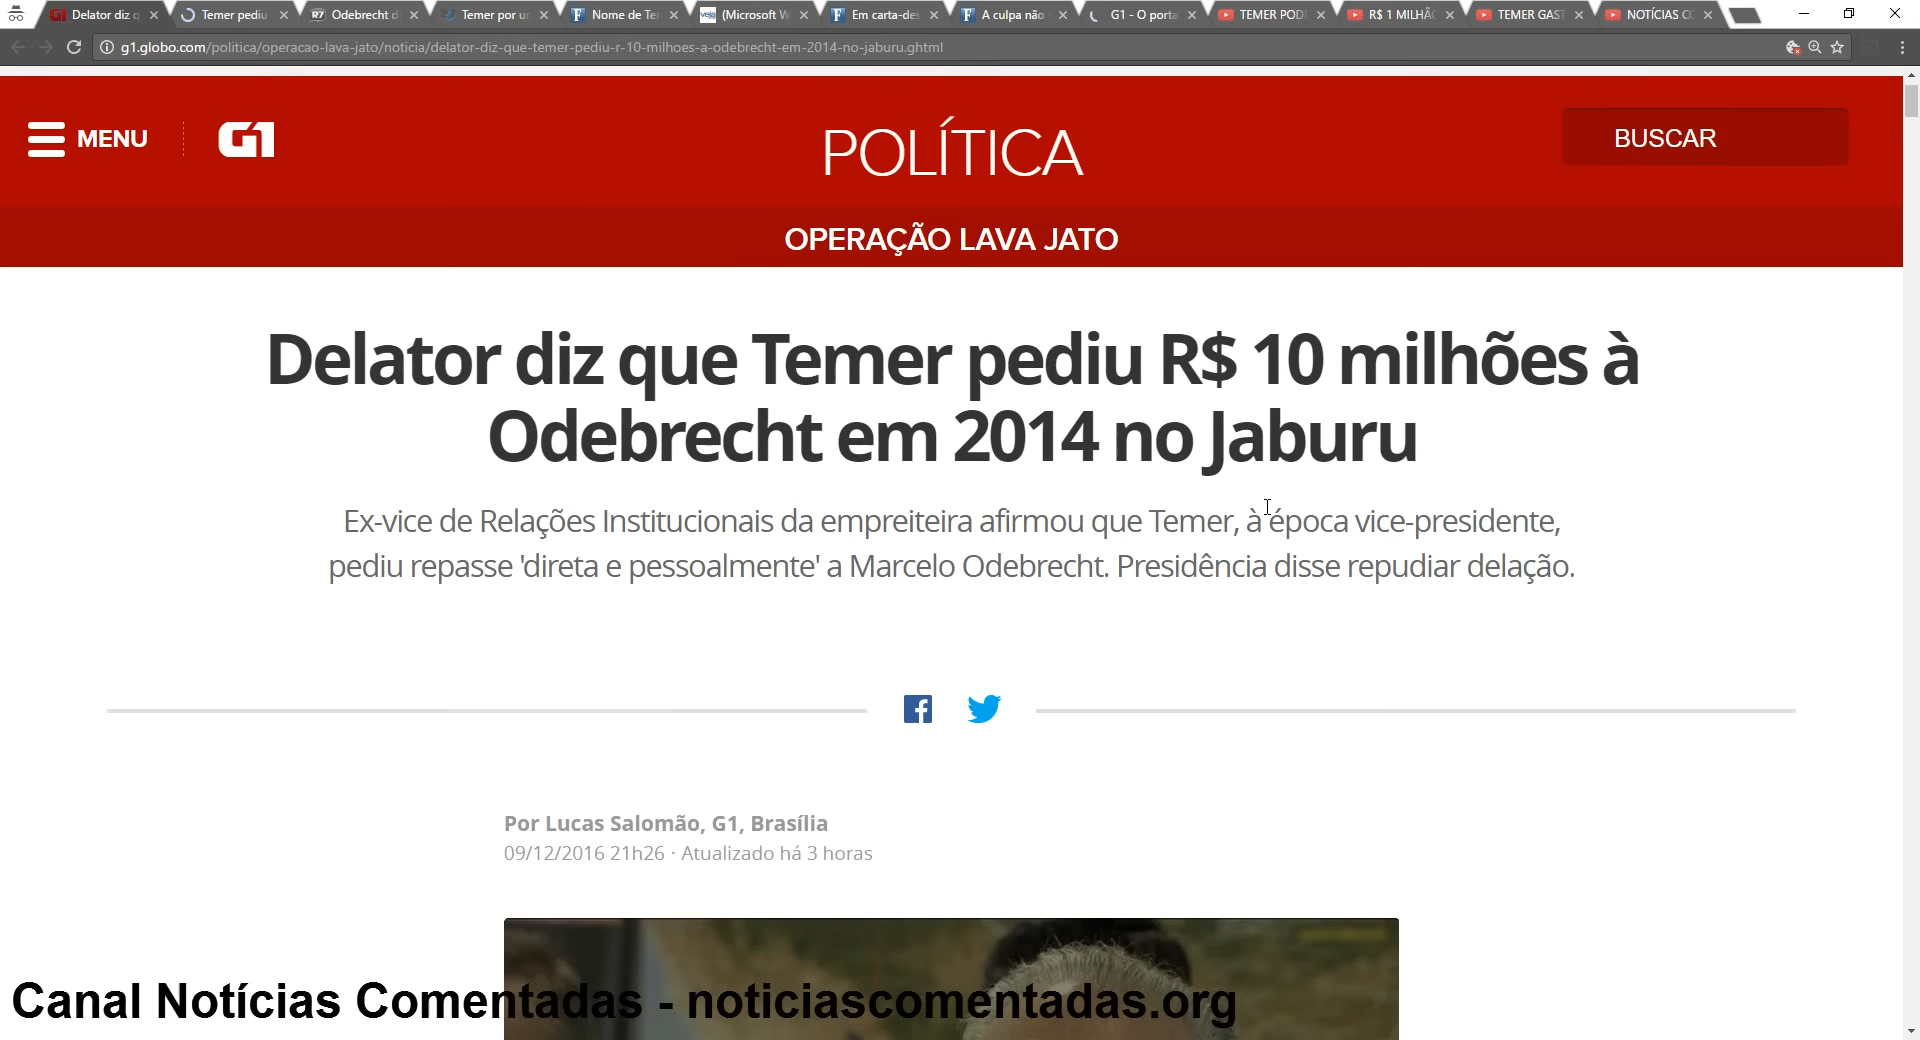 Delator diz q
Temer pediu
R7 Odebrecht d
Temer por u
F Nome de Te
veja (Microsoft W
F Em carta-de
F A culpa não
G1 - O porta
TEMER POD
R$ 1 MILHÃ
TEMER GAST
NOTÍCIAS C
g1.globo.com/politica/operacao-lava-jato/noticia/delator-diz-que-temer-pediu-r-10-milhoes-a-odebrecht-em-2014-no-jaburu.ghtml
MENU
G1
POLÍTICA
BUSCAR
OPERAÇÃO LAVA JATO
Delator diz que Temer pediu R$ 10 milhões à
Odebrecht em 2014 no Jaburu
Ex-vice de Relações Institucionais da empreiteira afirmou que Temer, à época vice-presidente,
pediu repasse 'direta e pessoalmente' a Marcelo Odebrecht. Presidência disse repudiar delação.
Por Lucas Salomão, G1, Brasília
09/12/2016 21h26 · Atualizado há 3 horas
Canal Notícias Comentadas - noticiascomentadas.org